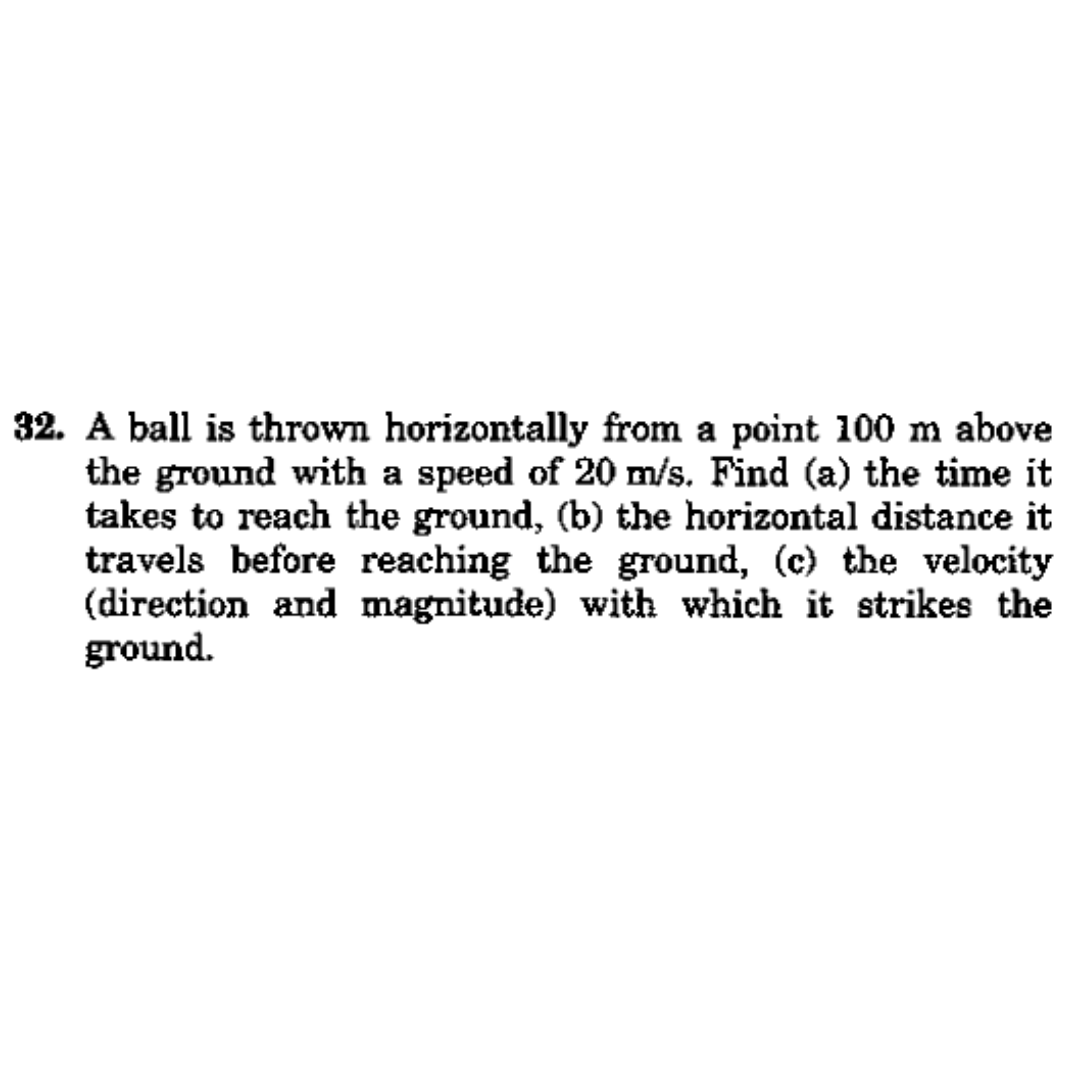 32. A ball is thrown horizontally from a point 100 m above
the ground with a speed of 20 m/s. Find (a) the time it
takes to reach the ground, (b) the horizontal distance it
travels before reaching the ground, (c) the velocity
(direction and magnitude) with which it strikes the
ground.